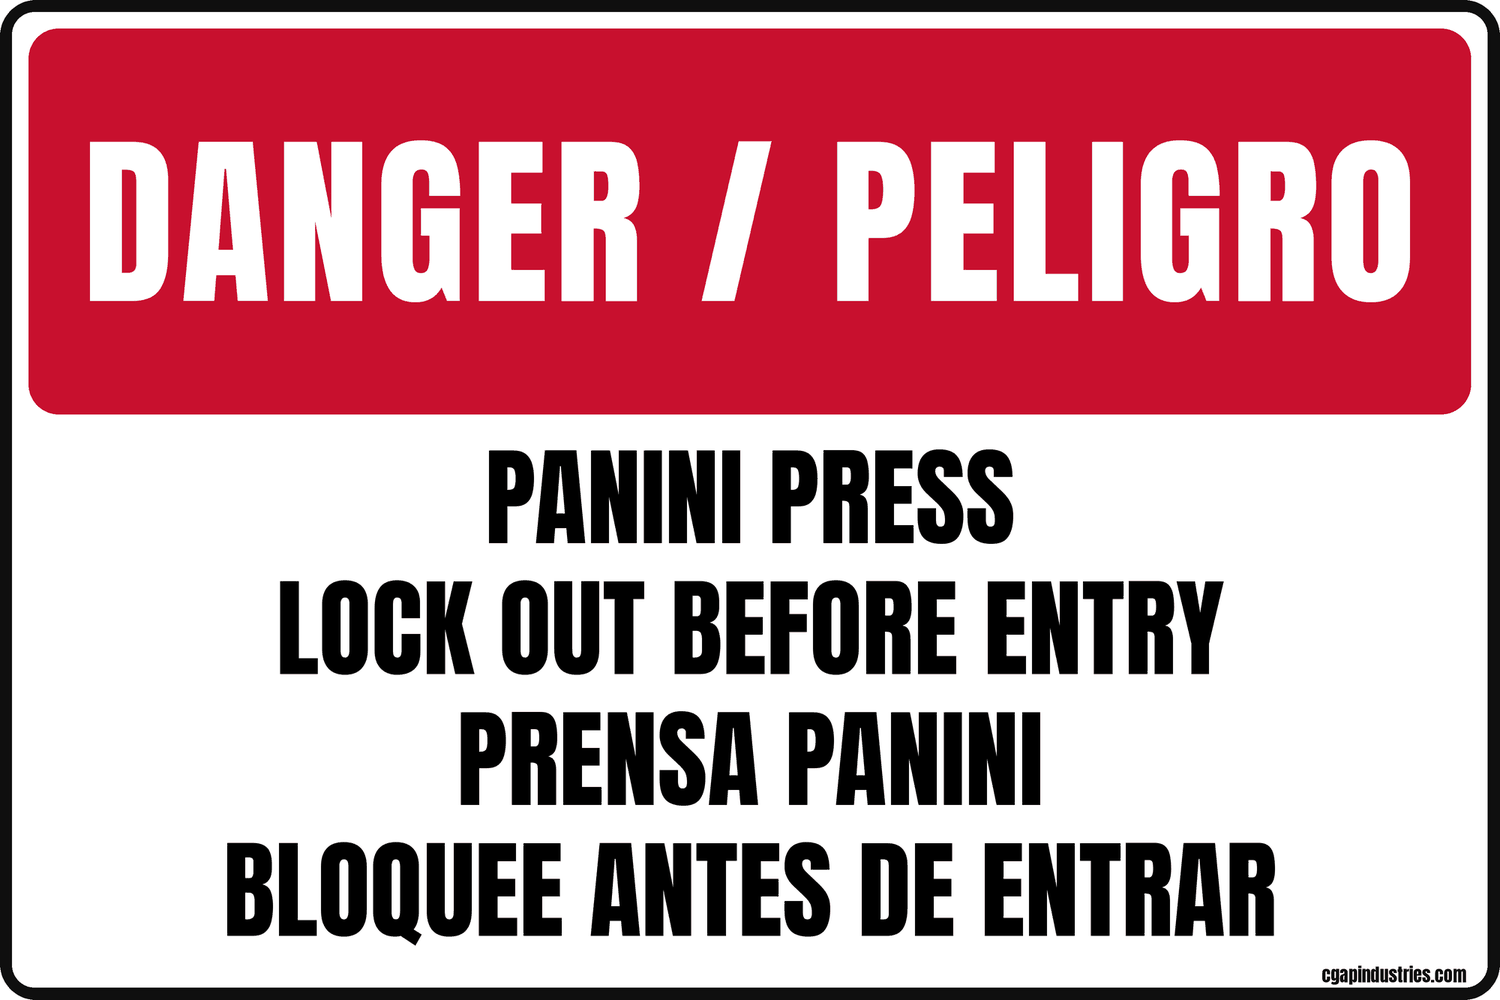 DANGER / PELIGRO
PANINI PRESS
LOCK OUT BEFORE ENTRY
PRENSA PANINI
BLOQUEE ANTES DE ENTRAR
cgapindustries.com